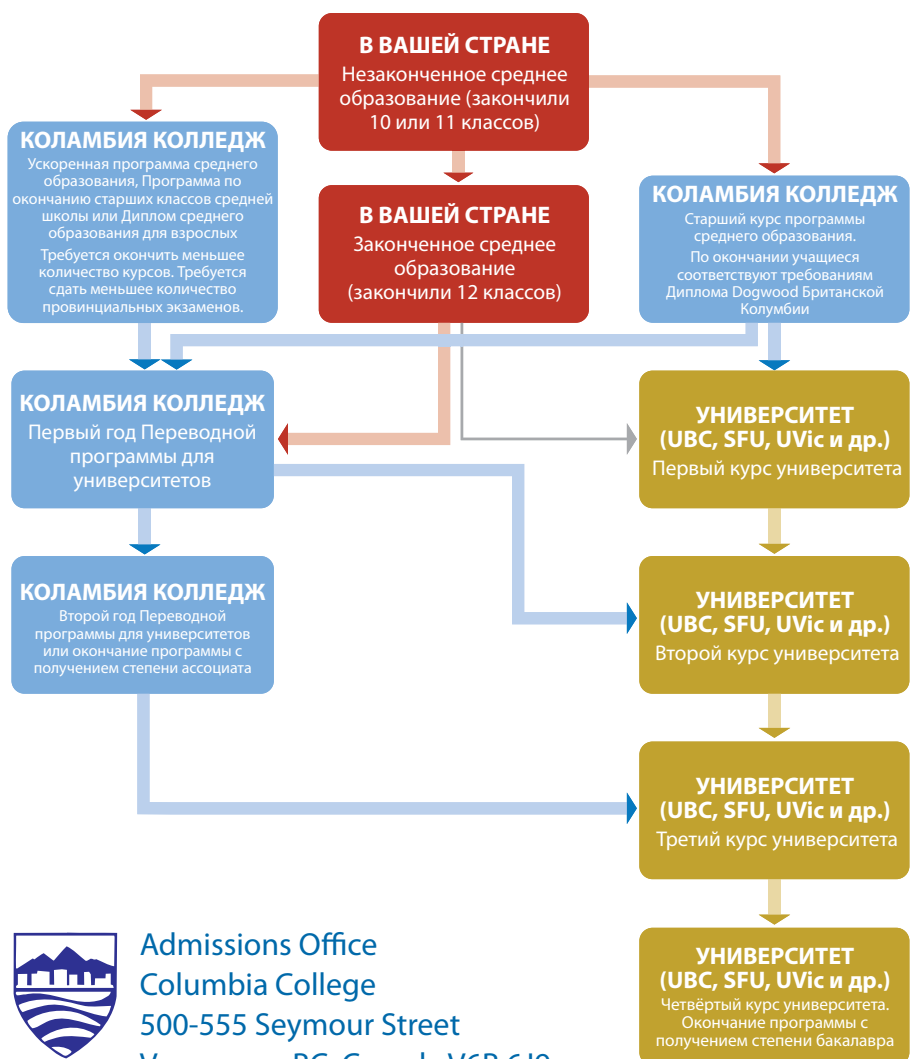 В ВАШЕЙ СТРАНЕ
Незаконченное среднее
образование (закончили
10 или 11 классов)
КОЛАМБИЯ КОЛЛЕДЖ
Ускоренная программа среднего
образования, Программа по
окончанию старших классов средней
школы или Диплом среднего
образования для взрослых
Требуется окончить меньшее
количество курсов. Требуется
сдать меньшее количество
провинциальных экзаменов.
В ВАШЕЙ СТРАНЕ
Законченное среднее
образование
(закончили 12 классов)
КОЛАМБИЯ КОЛЛЕДЖ
Старший курс программы
среднего образования.
По окончании учащиеся
соответствуют требованиям
Диплома Dogwood Британской
Колумбии
КОЛАМБИЯ КОЛЛЕДЖ
Первый год Переводной
программы для
университетов
УНИВЕРСИТЕТ
(UBC, SFU, UVic и др.)
Первый курс университета
КОЛАМБИЯ КОЛЛЕДЖ
Второй год Переводной
программы для университетов
или окончание программы с
получением степени ассоциата
УНИВЕРСИТЕТ
(UBC, SFU, UVic и др.)
Второй курс университета
УНИВЕРСИТЕТ
(UBC, SFU, UVic и др.)
Третий курс университета
УНИВЕРСИТЕТ
(UBC, SFU, UVic и др.)
Четвёртый курс университета.
Окончание программы с
получением степени бакалавра
Admissions Office
Columbia College
500-555 Seymour Street